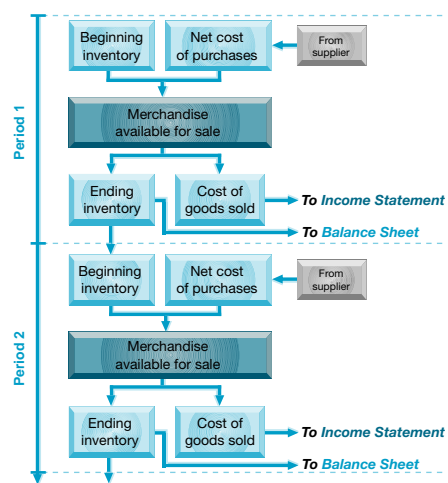 Period 1
Beginning
inventory
Net cost
of purchases
From
supplier
Merchandise
available for sale
Ending
inventory
Cost of
goods sold
To Income Statement
To Balance Sheet
Period 2
Beginning
inventory
Net cost
of purchases
From
supplier
Merchandise
available for sale
Ending
inventory
Cost of
goods sold
To Income Statement
To Balance Sheet